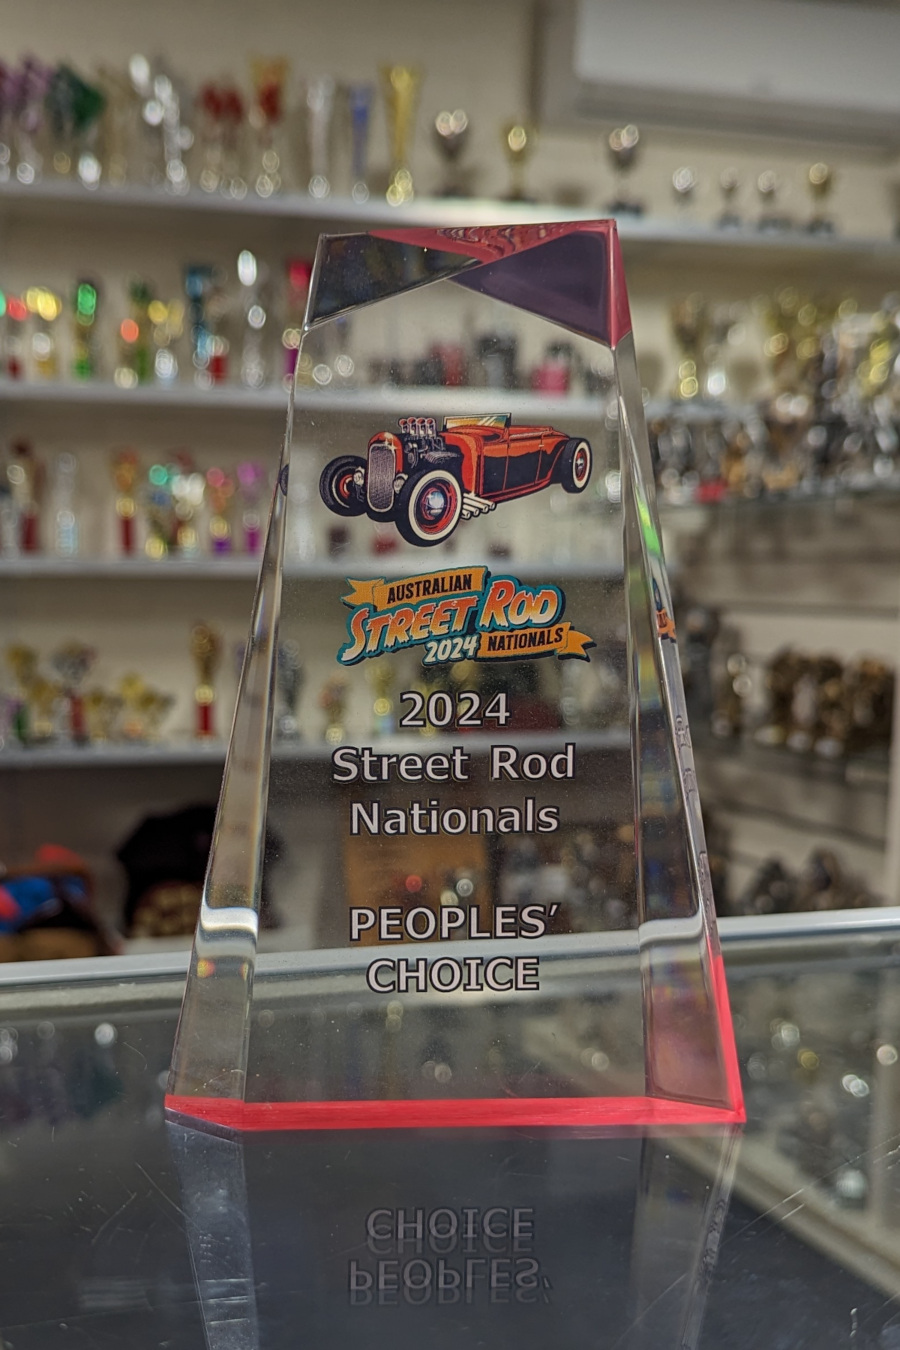 AUSTRALIAN
STREET ROD
2024 NATIONALS
2024
Street Rod
Nationals
PEOPLES’
CHOICE